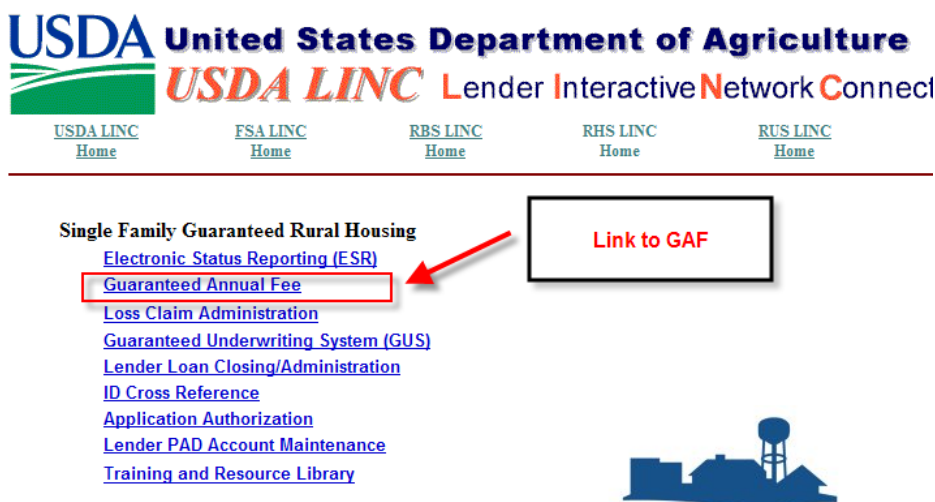 USDA United States Department of Agriculture
USDA LINC Lender Interactive Network Connect
USDA LINC Home
FSA LINC Home
RBS LINC Home
RHS LINC Home
RUS LINC Home
Single Family Guaranteed Rural Housing
Link to GAF
Electronic Status Reporting (ESR)
Guaranteed Annual Fee
Loss Claim Administration
Guaranteed Underwriting System (GUS)
Lender Loan Closing/Administration
ID Cross Reference
Application Authorization
Lender PAD Account Maintenance
Training and Resource Library